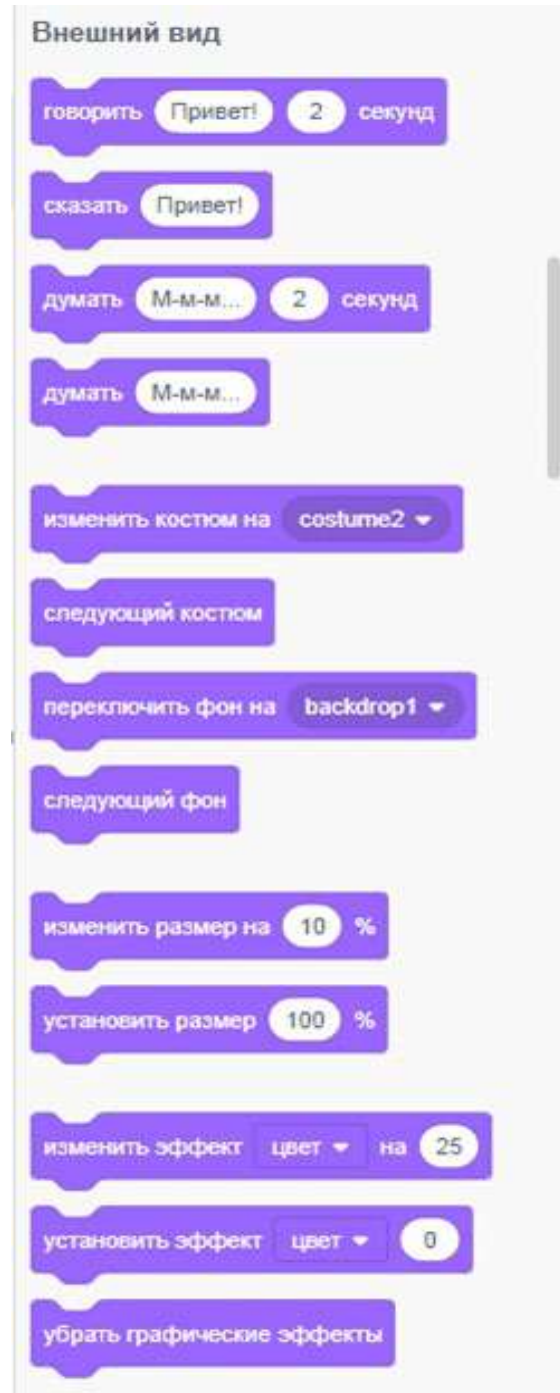 Внешний вид
говорить Привет! 2 секунд
сказать Привет!
думать М-м-м... 2 секунд
думать М-м-м...
изменить костюм на costume2
следующий костюм
переключить фон на backdrop1
следующий фон
изменить размер на 10 %
установить размер 100 %
изменить эффект цвет на 25
установить эффект цвет 0
убрать графические эффекты